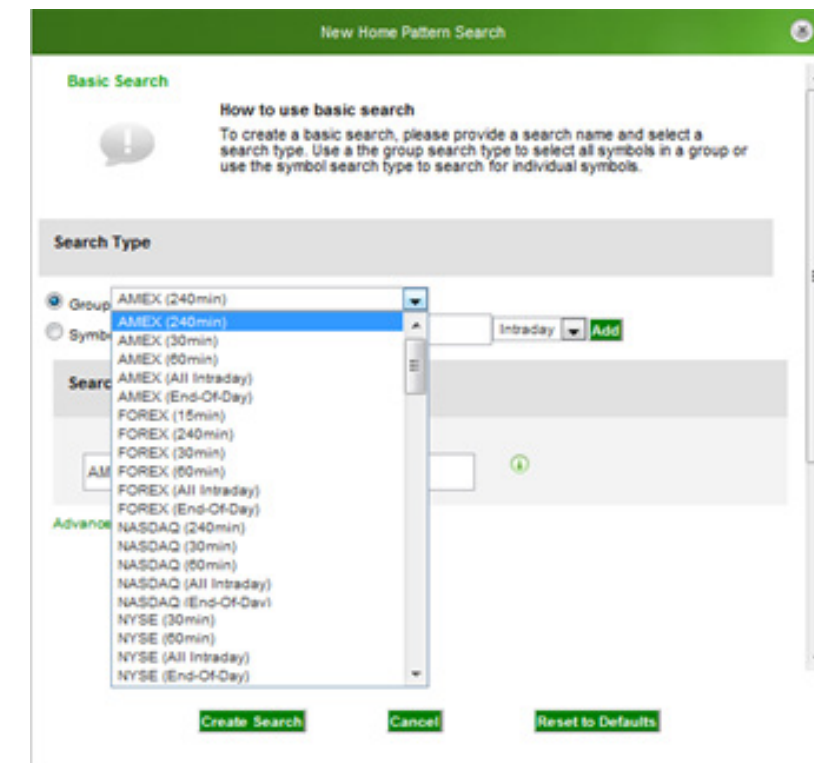 New Home Pattern Search
Basic Search
How to use basic search
To create a basic search, please provide a search name and select a
search type. Use a the group search type to select all symbols in a group or
use the symbol search type to search for individual symbols.
Search Type
Group AMEX (240min)
Symb Intraday Add
AMEX (240min)
AMEX (30min)
AMEX (60min)
AMEX (All Intraday)
AMEX (End-Of-Day)
FOREX (15min)
FOREX (240min)
FOREX (30min)
FOREX (60min)
FOREX (All Intraday)
FOREX (End-Of-Day)
NASDAQ (240min)
NASDAQ (30min)
NASDAQ (60min)
NASDAQ (All Intraday)
NASDAQ (End-Of-Day)
NYSE (30min)
NYSE (60min)
NYSE (All Intraday)
NYSE (End-Of-Day)
Searc
AM
Advance
Create Search Cancel Reset to Defaults